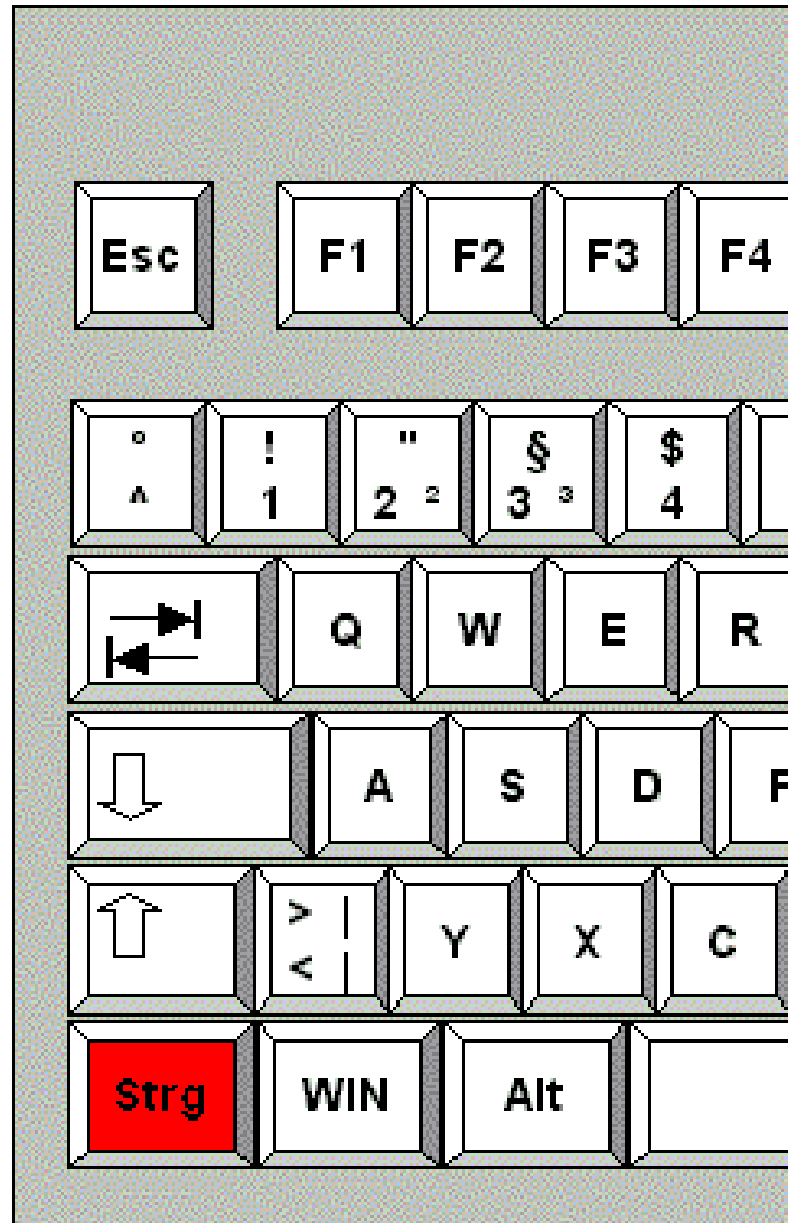 Esc F1 F2 F3 F4
° ! " § $
^ 1 2 ² 3 ³ 4
Q W E R
A S D F
> |
< Y X C
Strg WIN Alt